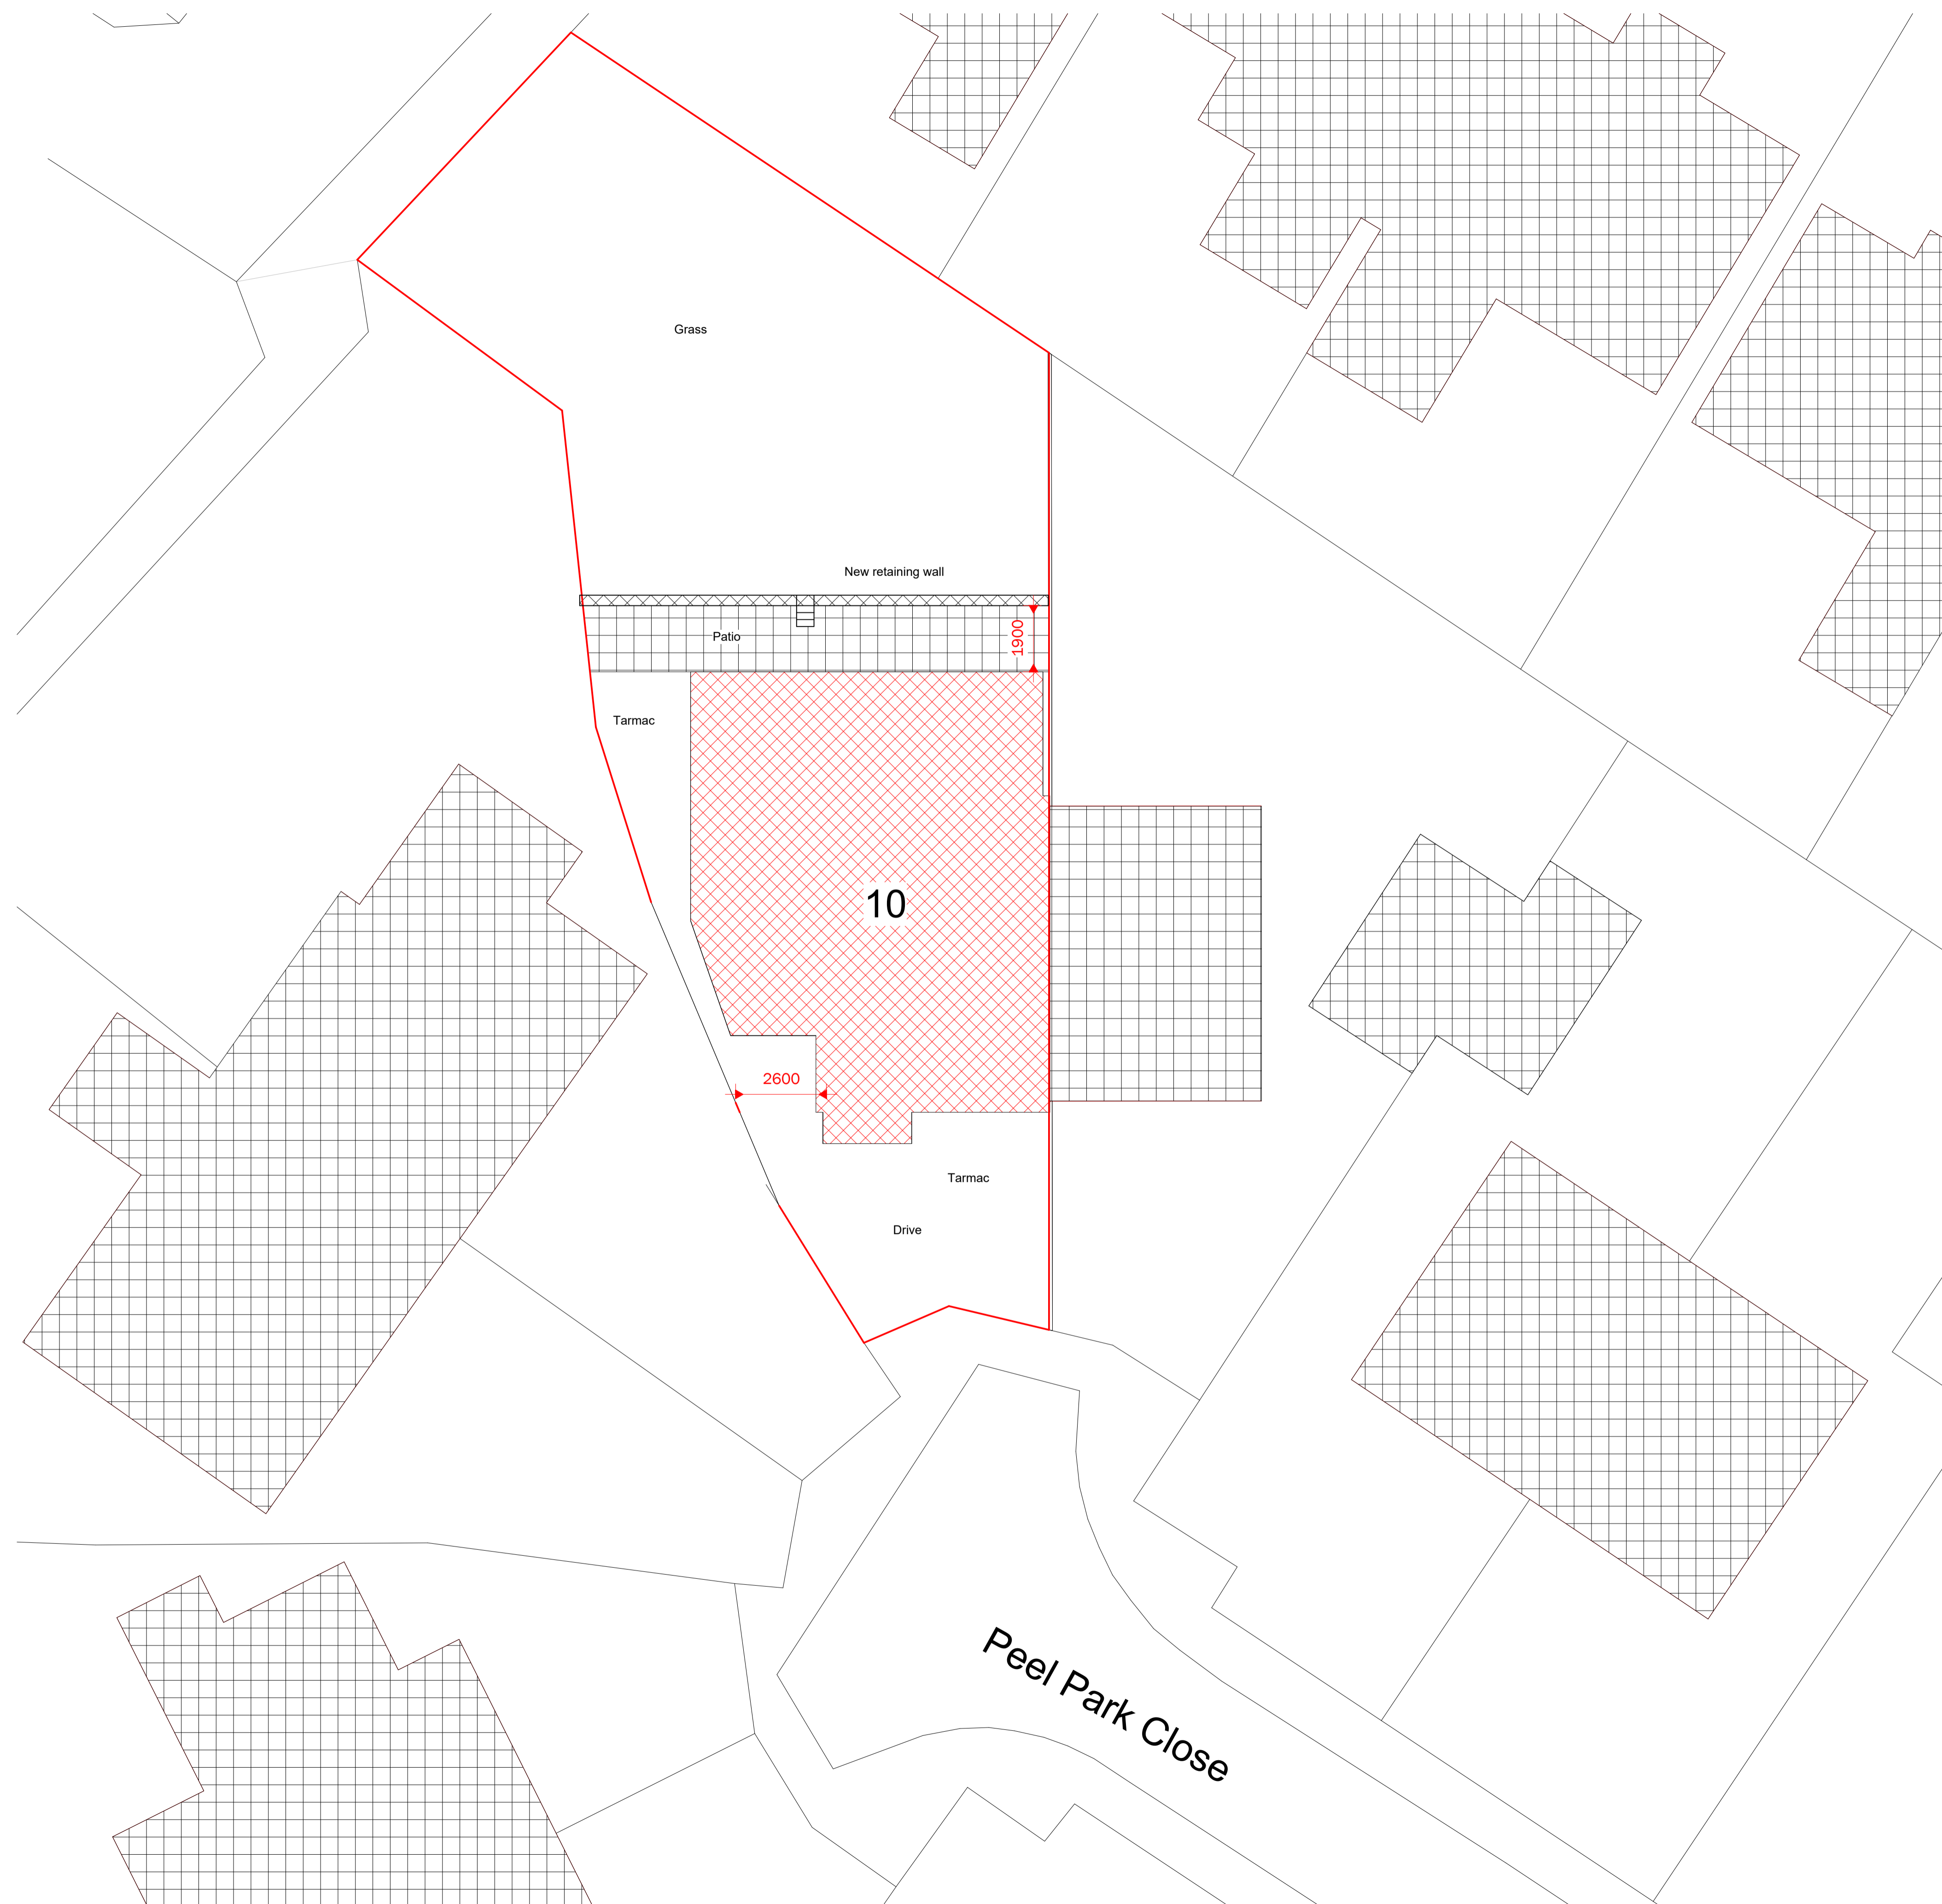 Grass
New retaining wall
Patio
1900
Tarmac
10
2600
Tarmac
Drive
Peel Park Close